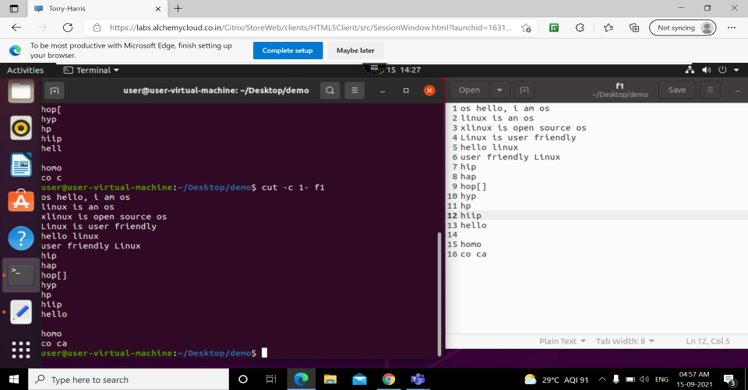 Torry-Harris
https://labs.alchemycloud.co.in/Citrix/StoreWeb/clients/HTML5Client/src/SessionWindow.html?launchid=1631...
Not syncing
To be most productive with Microsoft Edge, finish setting up
your browser.
Complete setup
Maybe later
Activities
Terminal
15 14:27
user@user-virtual-machine: ~/Desktop/demo
hop[
hyp
hp
hiip
hell
homo
co c
user@user-virtual-machine:~/Desktop/demo$ cut -c 1- f1
os hello, i am os
linux is an os
xlinux is open source os
Linux is user friendly
hello linux
user friendly Linux
hip
hap
hop[]
hyp
hp
hiip
hello
homo
co ca
user@user-virtual-machine:~/Desktop/demo$
Open
f1
~/Desktop/demo
Save
1 os hello, i am os
2 linux is an os
3 xlinux is open source os
4 Linux is user friendly
5 hello linux
6 user friendly Linux
7 hip
8 hap
9 hop[]
10 hyp
11 hp
12 hiip
13 hello
14
15 homo
16 co ca
Plain Text
Tab Width: 8
Ln 12, Col 5
Type here to search
29°C AQI 91
ENG
04:57 AM
15-09-2021